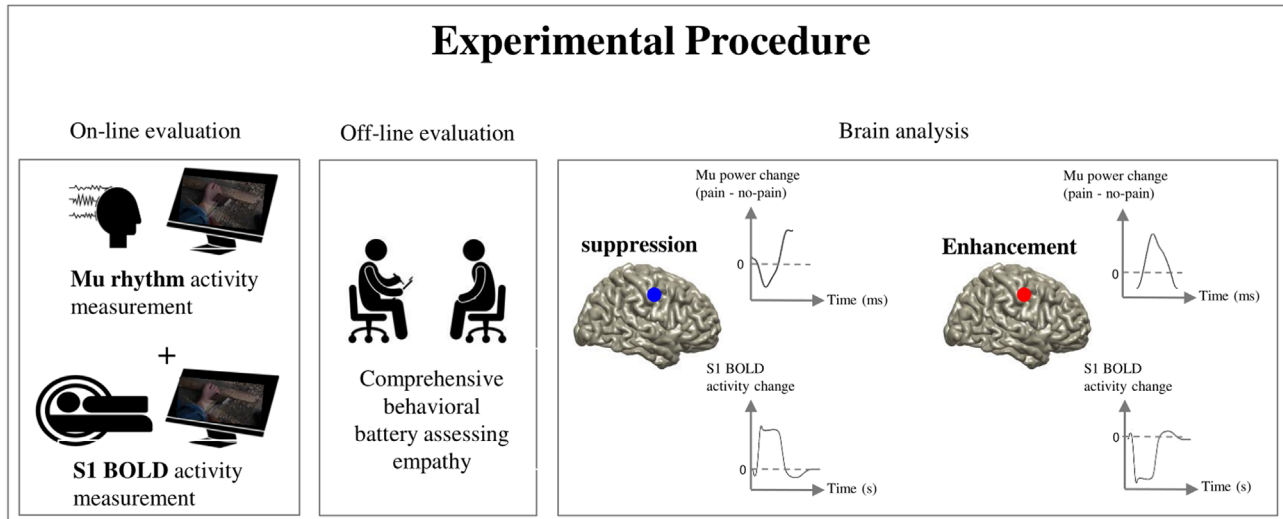 Experimental Procedure
On-line evaluation
Mu rhythm activity
measurement
+
S1 BOLD activity
measurement
Off-line evaluation
Comprehensive
behavioral
battery assessing
empathy
Brain analysis
suppression
Mu power change
(pain - no-pain)
0
Time (ms)
S1 BOLD
activity change
0
Time (s)
Enhancement
Mu power change
(pain - no-pain)
0
Time (ms)
S1 BOLD
activity change
0
Time (s)